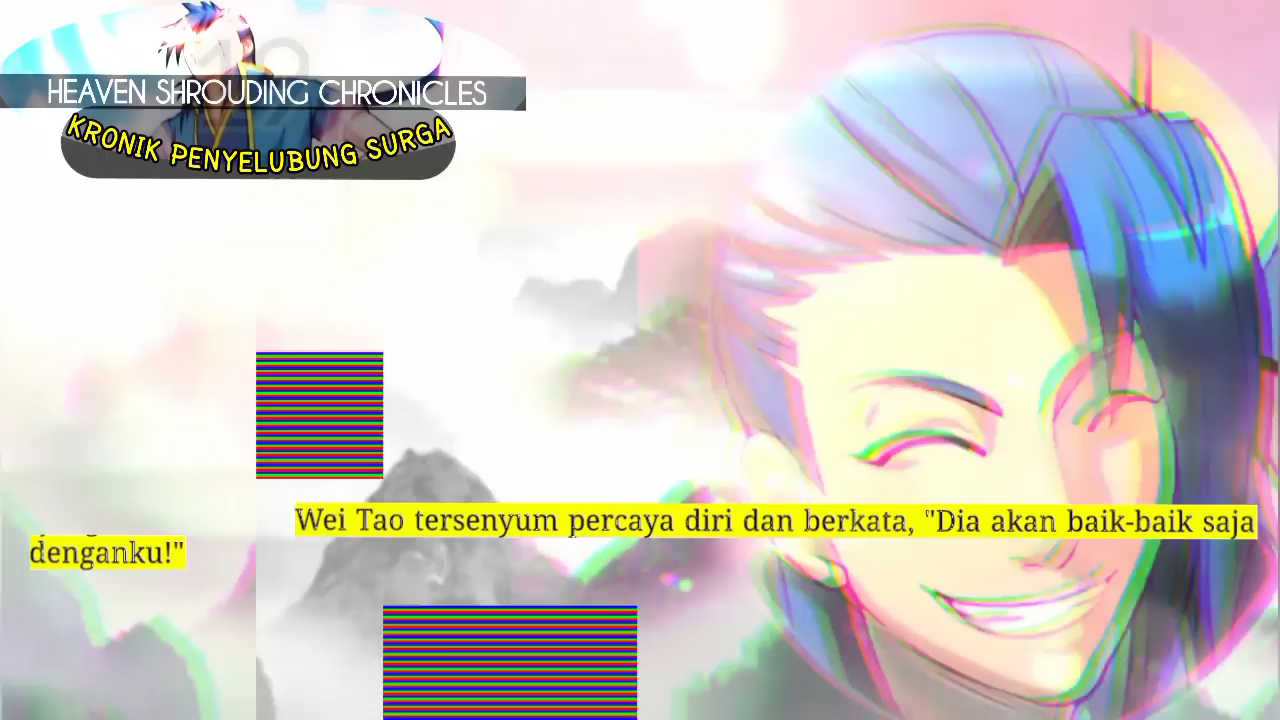 HEAVEN SHROUDING CHRONICLES
KRONIK PENYELUBUNG SURGA
Wei Tao tersenyum percaya diri dan berkata, "Dia akan baik-baik saja
denganku!"